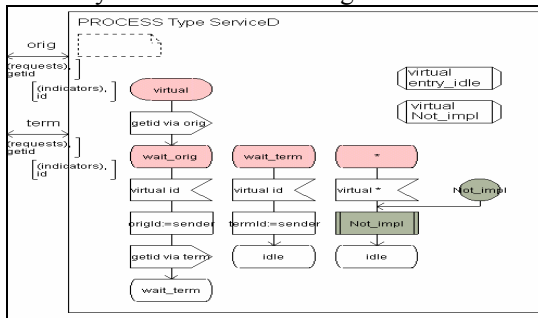 PROCESS Type ServiceD
orig
(requests),
getid
[(indicators),
id]
term
(requests),
getid
[(indicators),
id]
virtual
entry_idle
virtual
Not_impl
virtual
getid via orig
wait_orig
wait_term
*
virtual id
virtual id
virtual *
Not_impl
origId:=sender
termId:=sender
Not_impl
getid via term
idle
idle
wait_term